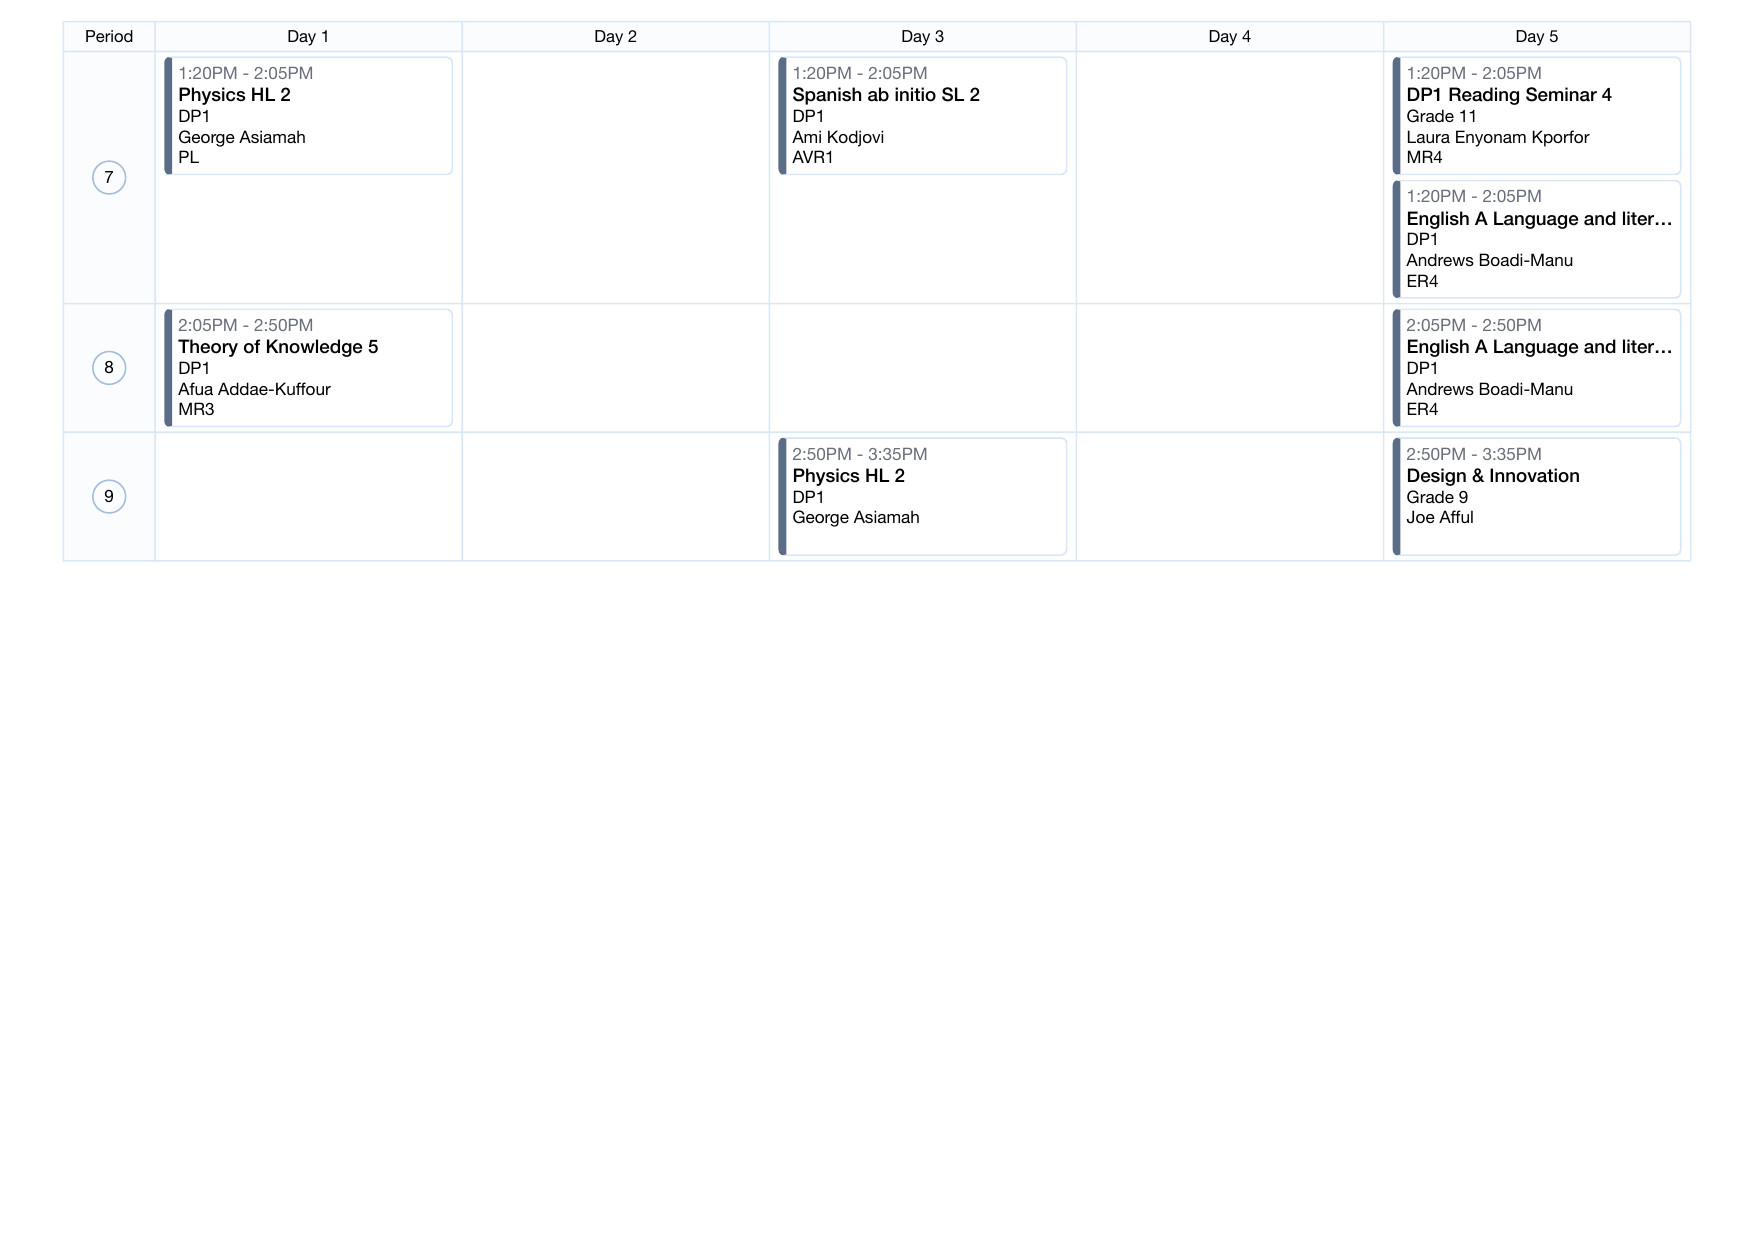 Period Day 1 Day 2 Day 3 Day 4 Day 5
7
1:20PM - 2:05PM
Physics HL 2
DP1
George Asiamah
PL
1:20PM - 2:05PM
Spanish ab initio SL 2
DP1
Ami Kodjovi
AVR1
1:20PM - 2:05PM
DP1 Reading Seminar 4
Grade 11
Laura Enyonam Kporfor
MR4
1:20PM - 2:05PM
English A Language and liter…
DP1
Andrews Boadi-Manu
ER4
8
2:05PM - 2:50PM
Theory of Knowledge 5
DP1
Afua Addae-Kuffour
MR3
2:05PM - 2:50PM
English A Language and liter…
DP1
Andrews Boadi-Manu
ER4
9
2:50PM - 3:35PM
Physics HL 2
DP1
George Asiamah
2:50PM - 3:35PM
Design & Innovation
Grade 9
Joe Afful